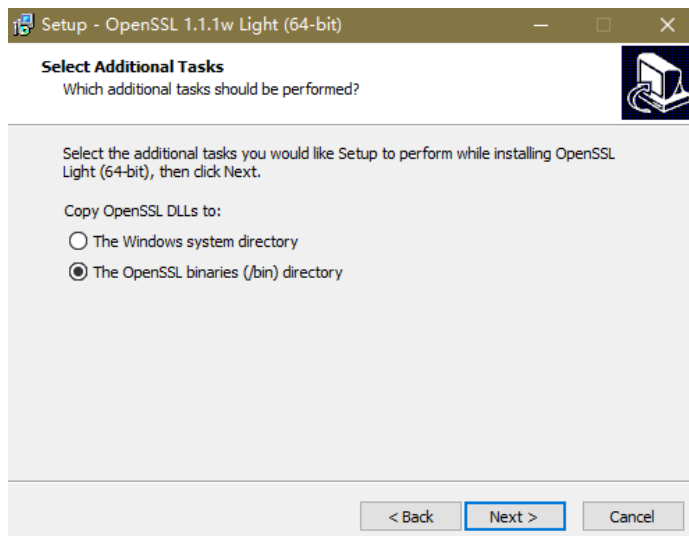 Setup - OpenSSL 1.1.1w Light (64-bit)
Select Additional Tasks
Which additional tasks should be performed?
Select the additional tasks you would like Setup to perform while installing OpenSSL
Light (64-bit), then click Next.
Copy OpenSSL DLLs to:
The Windows system directory
The OpenSSL binaries (/bin) directory
< Back
Next >
Cancel